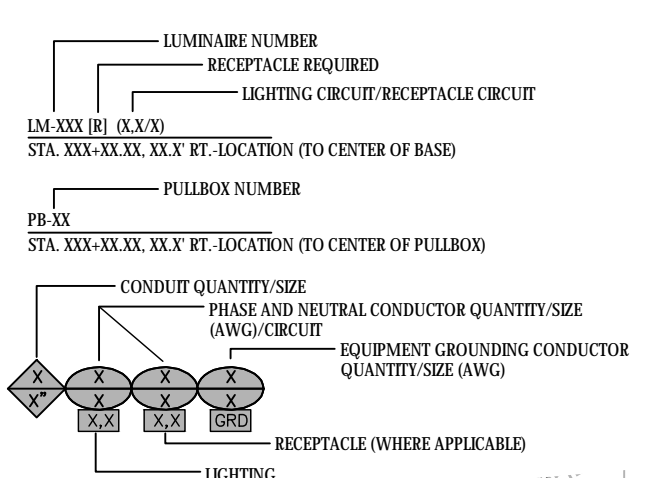 LUMINAIRE NUMBER
RECEPTACLE REQUIRED
LIGHTING CIRCUIT/RECEPTACLE CIRCUIT
LM-XXX [R] (X,X/X)
STA. XXX+XX.XX, XX.X' RT.-LOCATION (TO CENTER OF BASE)
PULLBOX NUMBER
PB-XX
STA. XXX+XX.XX, XX.X' RT.-LOCATION (TO CENTER OF PULLBOX)
CONDUIT QUANTITY/SIZE
PHASE AND NEUTRAL CONDUCTOR QUANTITY/SIZE
(AWG)/CIRCUIT
EQUIPMENT GROUNDING CONDUCTOR
QUANTITY/SIZE (AWG)
X X X X
X" X X X
X,X X,X GRD
RECEPTACLE (WHERE APPLICABLE)
LIGHTING